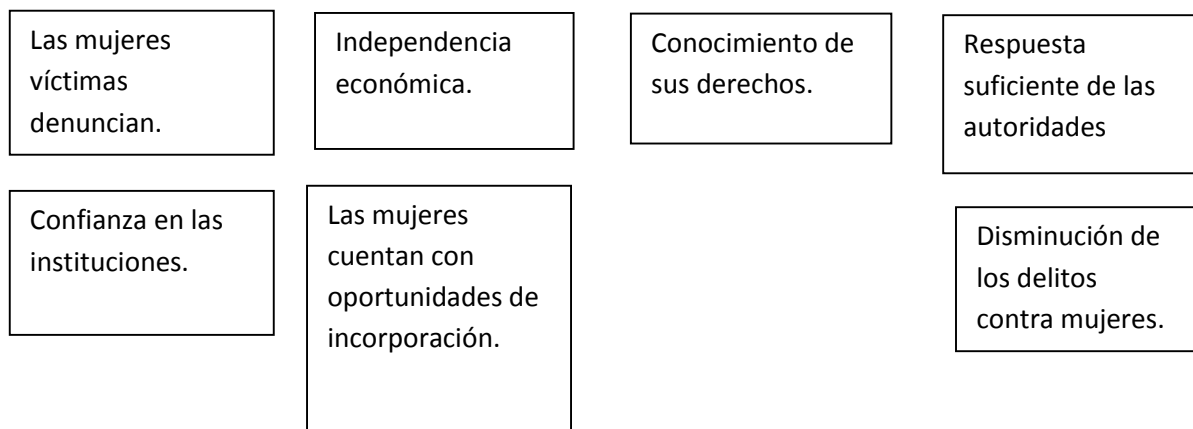 Las mujeres
víctimas
denuncian.
Independencia
económica.
Conocimiento de
sus derechos.
Respuesta
suficiente de las
autoridades
Confianza en las
instituciones.
Las mujeres
cuentan con
oportunidades de
incorporación.
Disminución de
los delitos
contra mujeres.